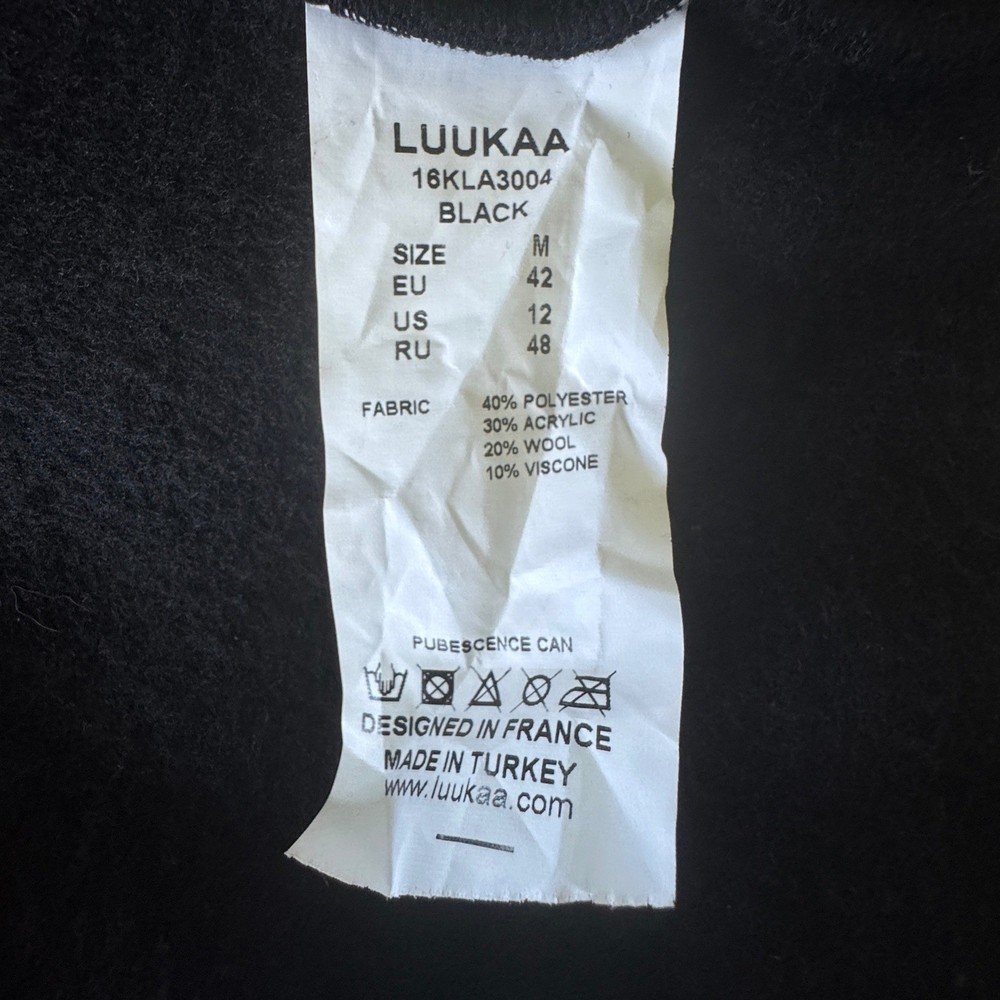 LUUKAA
16KLA3004
BLACK
SIZE M
EU 42
US 12
RU 48
FABRIC 40% POLYESTER
30% ACRYLIC
20% WOOL
10% VISCONE
PUBESCENCE CAN
DESIGNED IN FRANCE
MADE IN TURKEY
www.luukaa.com